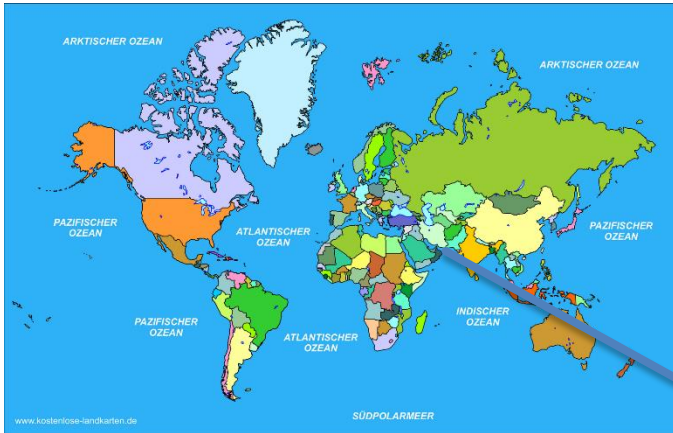 ARKTISCHER OZEAN
ARKTISCHER OZEAN
PAZIFISCHER
OZEAN
ATLANTISCHER
OZEAN
PAZIFISCHER
OZEAN
PAZIFISCHER
OZEAN
ATLANTISCHER
OZEAN
INDISCHER
OZEAN
SÜDPOLARMEER
www.kostenlose-landkarten.de